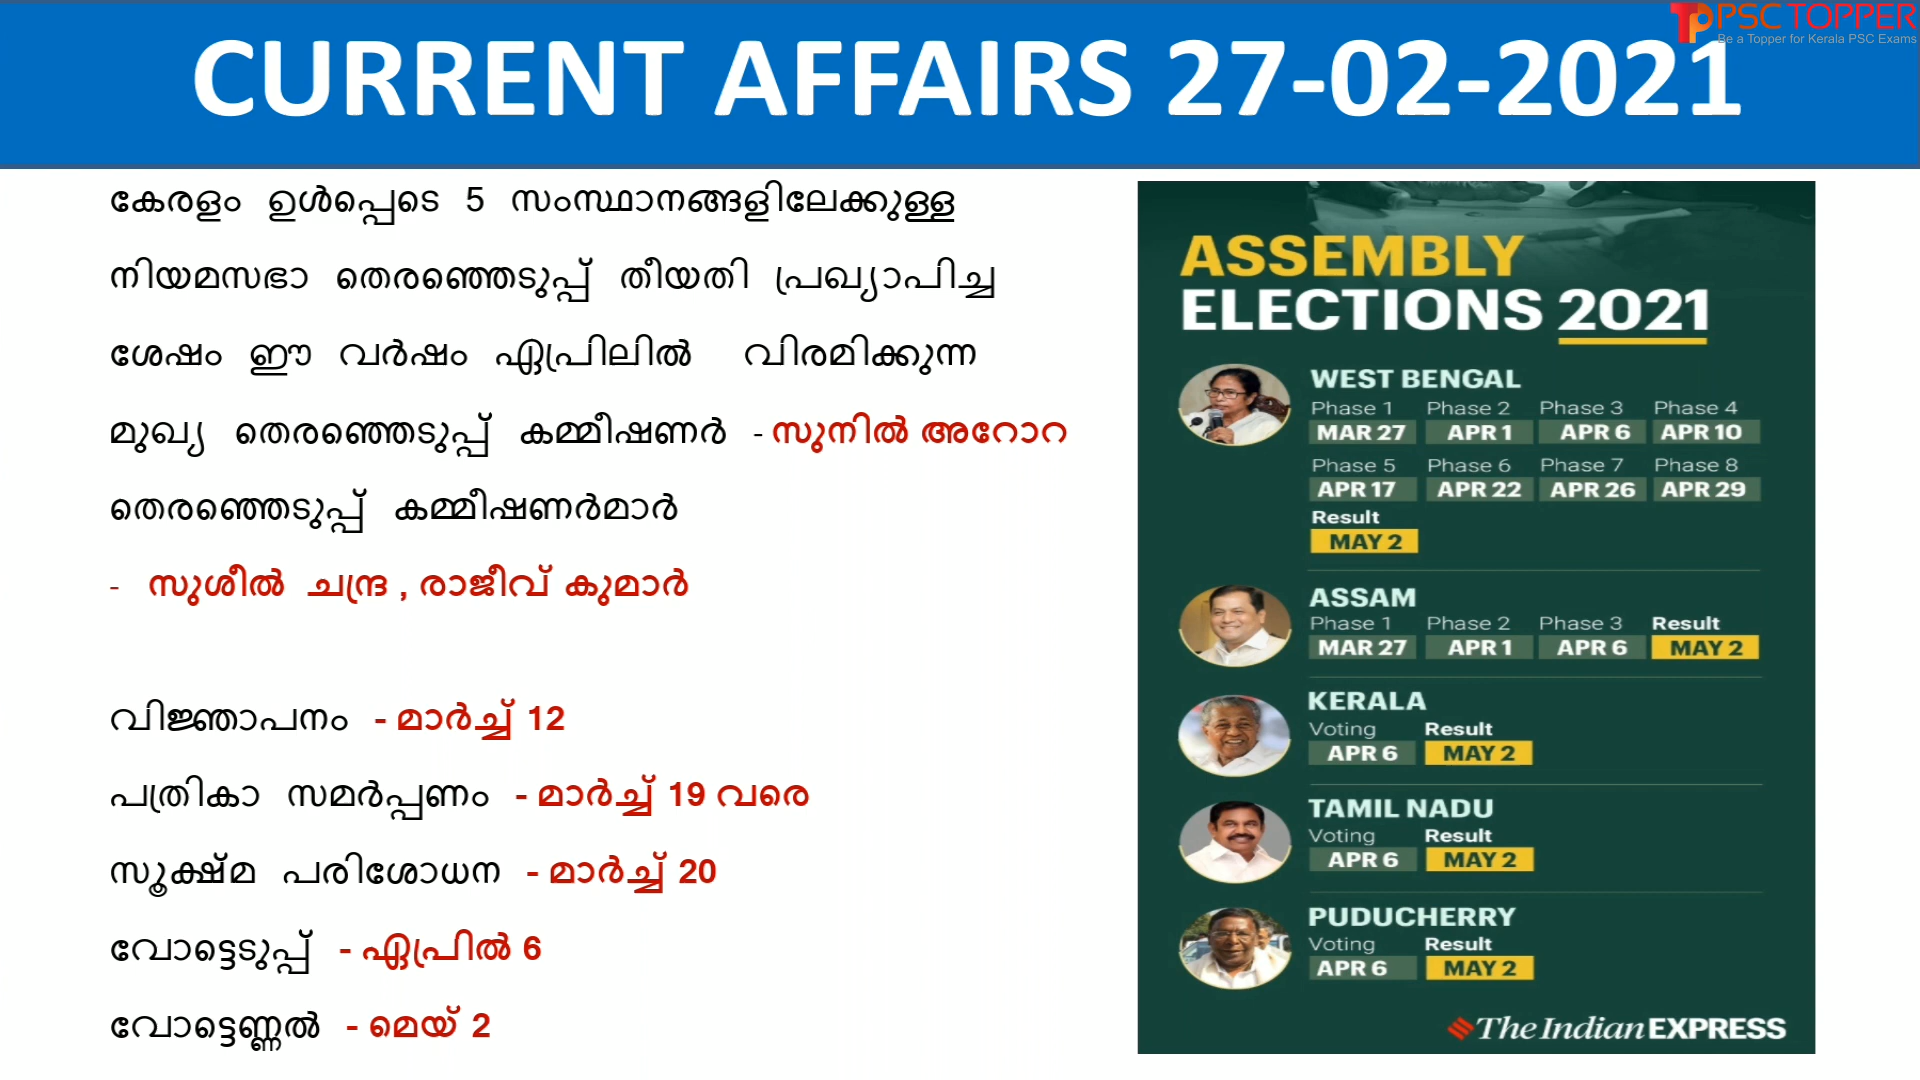 PSC TOPPER
Be a Topper for Kerala PSC Exams
CURRENT AFFAIRS 27-02-2021
കേരളം ഉൾപ്പെടെ 5 സംസ്ഥാനങ്ങളിലേക്കുള്ള
നിയമസഭാ തെരഞ്ഞെടുപ്പ് തീയതി പ്രഖ്യാപിച്ച
ശേഷം ഈ വർഷം ഏപ്രിലിൽ വിരമിക്കുന്ന
മുഖ്യ തെരഞ്ഞെടുപ്പ് കമ്മീഷണർ - സുനിൽ അറോറ
തെരഞ്ഞെടുപ്പ് കമ്മീഷണർമാർ
- സുശീൽ ചന്ദ്ര , രാജീവ് കുമാർ
വിജ്ഞാപനം - മാർച്ച് 12
പത്രികാ സമർപ്പണം - മാർച്ച് 19 വരെ
സൂക്ഷ്മ പരിശോധന - മാർച്ച് 20
വോട്ടെടുപ്പ് - ഏപ്രിൽ 6
വോട്ടെണ്ണൽ - മെയ് 2
ASSEMBLY
ELECTIONS 2021
WEST BENGAL
Phase 1 Phase 2 Phase 3 Phase 4
MAR 27 APR 1 APR 6 APR 10
Phase 5 Phase 6 Phase 7 Phase 8
APR 17 APR 22 APR 26 APR 29
Result
MAY 2
ASSAM
Phase 1 Phase 2 Phase 3 Result
MAR 27 APR 1 APR 6 MAY 2
KERALA
Voting Result
APR 6 MAY 2
TAMIL NADU
Voting Result
APR 6 MAY 2
PUDUCHERRY
Voting Result
APR 6 MAY 2
The Indian EXPRESS